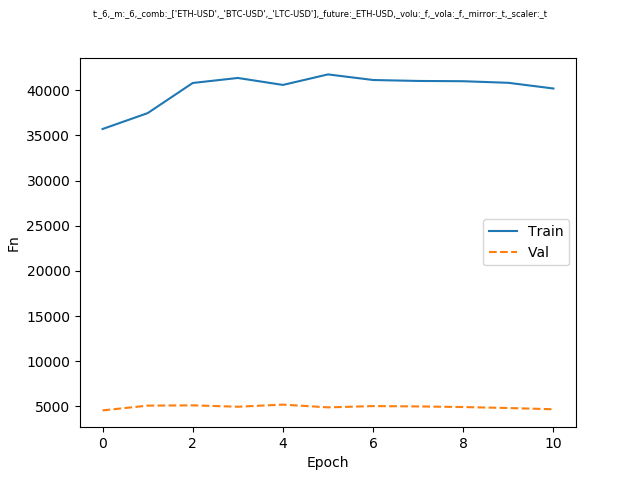 t:_6,_m:_6,_comb:_['ETH-USD',_'BTC-USD',_'LTC-USD'],_future:_ETH-USD,_volu:_f,_vola:_f,_mirror:_t,_scaler:_t
40000
35000
30000
25000
20000
15000
10000
5000
Fn
Train
Val
0 2 4 6 8 10
Epoch